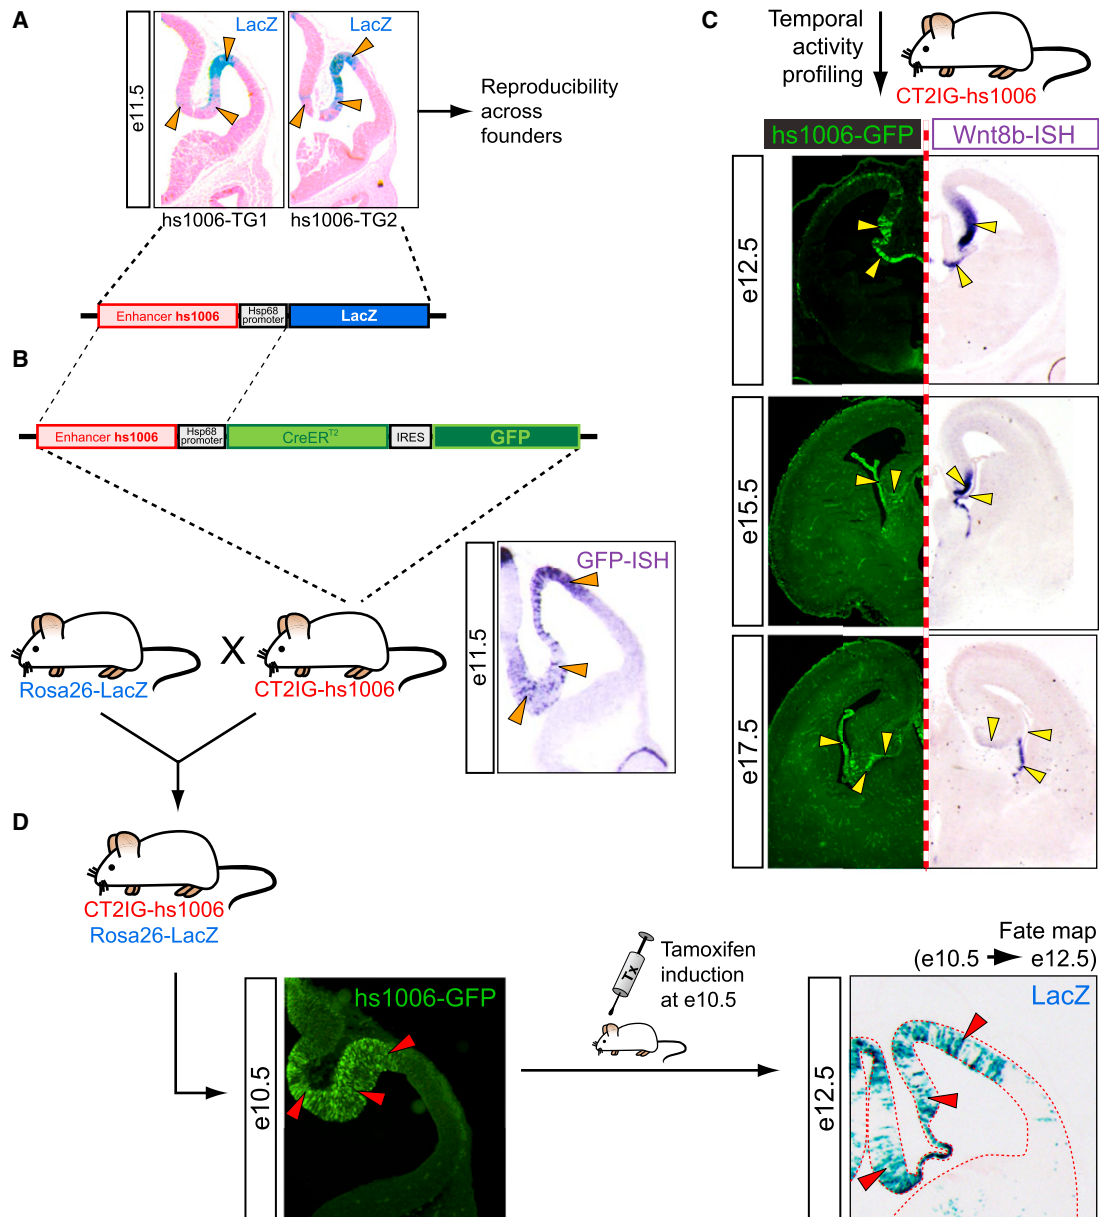 A
LacZ
LacZ
e11.5
hs1006-TG1
hs1006-TG2
Reproducibility
across
founders
Enhancer hs1006
Hsp68
promoter
LacZ
B
Enhancer hs1006
Hsp68
promoter
CreERT2
IRES
GFP
Rosa26-LacZ
X
CT2IG-hs1006
e11.5
GFP-ISH
C
Temporal
activity
profiling
CT2IG-hs1006
hs1006-GFP
Wnt8b-ISH
e12.5
e15.5
e17.5
D
CT2IG-hs1006
Rosa26-LacZ
e10.5
hs1006-GFP
Tx
Tamoxifen
induction
at e10.5
Fate map
(e10.5 e12.5)
e12.5
LacZ